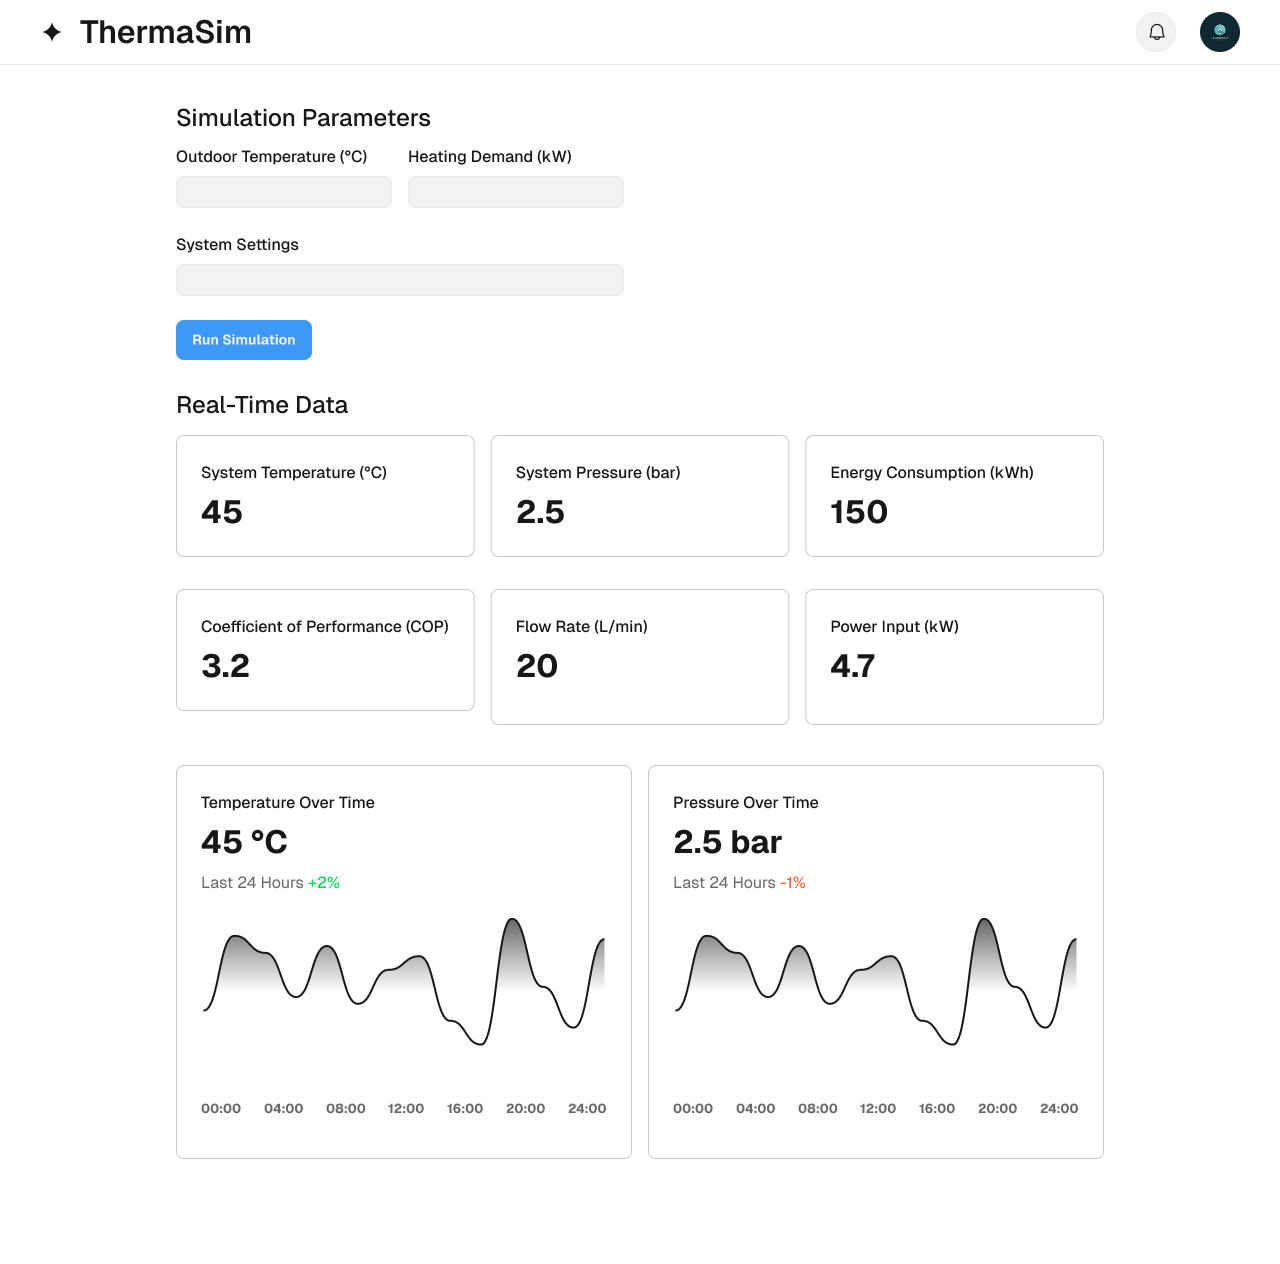 ThermaSim
Simulation Parameters
Outdoor Temperature (°C) Heating Demand (kW)
System Settings
Run Simulation
Real-Time Data
System Temperature (°C)
45
System Pressure (bar)
2.5
Energy Consumption (kWh)
150
Coefficient of Performance (COP)
3.2
Flow Rate (L/min)
20
Power Input (kW)
4.7
Temperature Over Time
45 °C
Last 24 Hours +2%
00:00 04:00 08:00 12:00 16:00 20:00 24:00
Pressure Over Time
2.5 bar
Last 24 Hours -1%
00:00 04:00 08:00 12:00 16:00 20:00 24:00